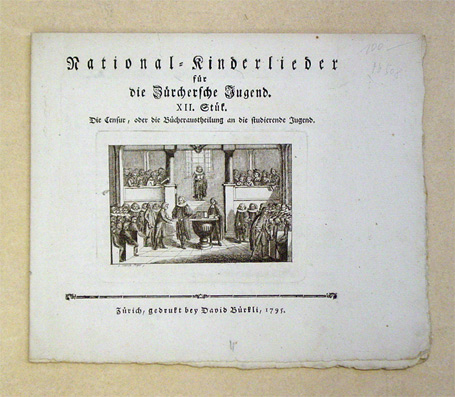 National-Kinderlieder
für
die Zürchersche Jugend.
XII. Stük.
Die Censur, oder die Bücheraustheilung an die studierende Jugend.
Zürich, gedrukt bey David Bürkli, 1795.